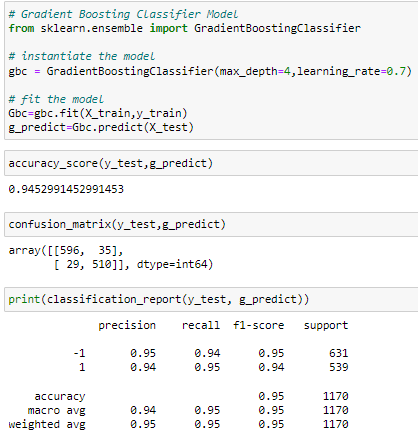 # Gradient Boosting Classifier Model
from sklearn.ensemble import GradientBoostingClassifier
# instantiate the model
gbc = GradientBoostingClassifier(max_depth=4,learning_rate=0.7)
# fit the model
Gbc=gbc.fit(X_train,y_train)
g_predict=Gbc.predict(X_test)
accuracy_score(y_test,g_predict)
0.9452991452991453
confusion_matrix(y_test,g_predict)
array([[596,  35],
       [ 29, 510]], dtype=int64)
print(classification_report(y_test, g_predict))
              precision    recall  f1-score   support
          -1       0.95      0.94      0.95       631
           1       0.94      0.95      0.94       539
    accuracy                           0.95      1170
   macro avg       0.94      0.95      0.95      1170
weighted avg       0.95      0.95      0.95      1170